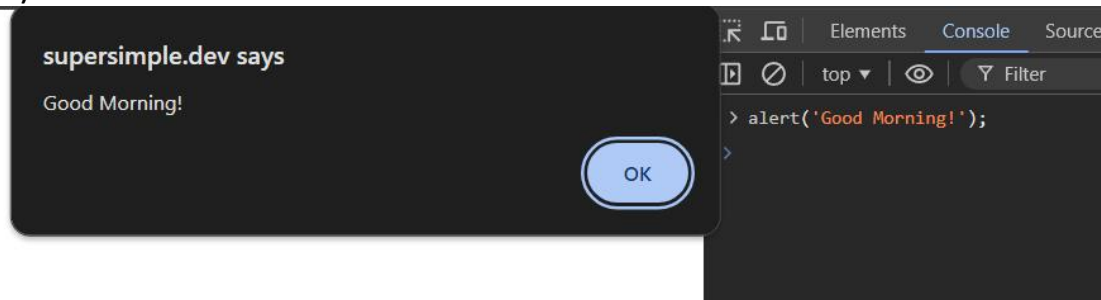 supersimple.dev says
Good Morning!
OK
Elements Console Source
top ▼ Filter
> alert('Good Morning!');
>